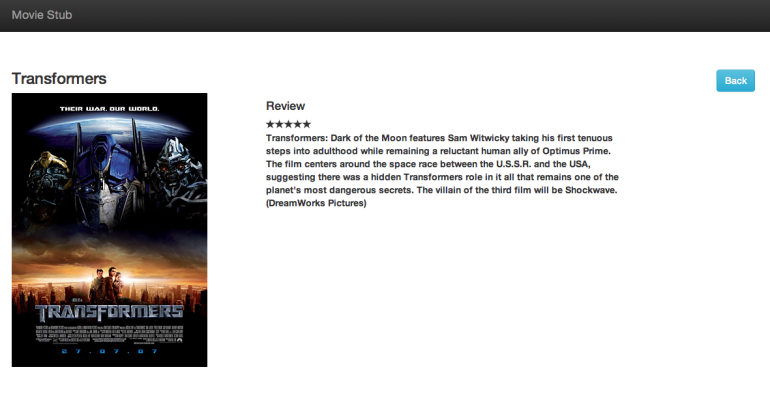 Movie Stub
Transformers
Back
THEIR WAR. OUR WORLD.
TRANSFORMERS
27.07.07
Review
★★★★★
Transformers: Dark of the Moon features Sam Witwicky taking his first tenuous
steps into adulthood while remaining a reluctant human ally of Optimus Prime.
The film centers around the space race between the U.S.S.R. and the USA,
suggesting there was a hidden Transformers role in it all that remains one of the
planet's most dangerous secrets. The villain of the third film will be Shockwave.
(DreamWorks Pictures)